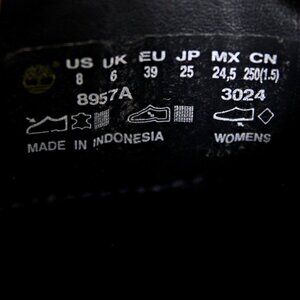 US UK EU JP MX CN
8 6 39 25 24,5 250(1.5)
8957A 3024
MADE IN INDONESIA WOMENS